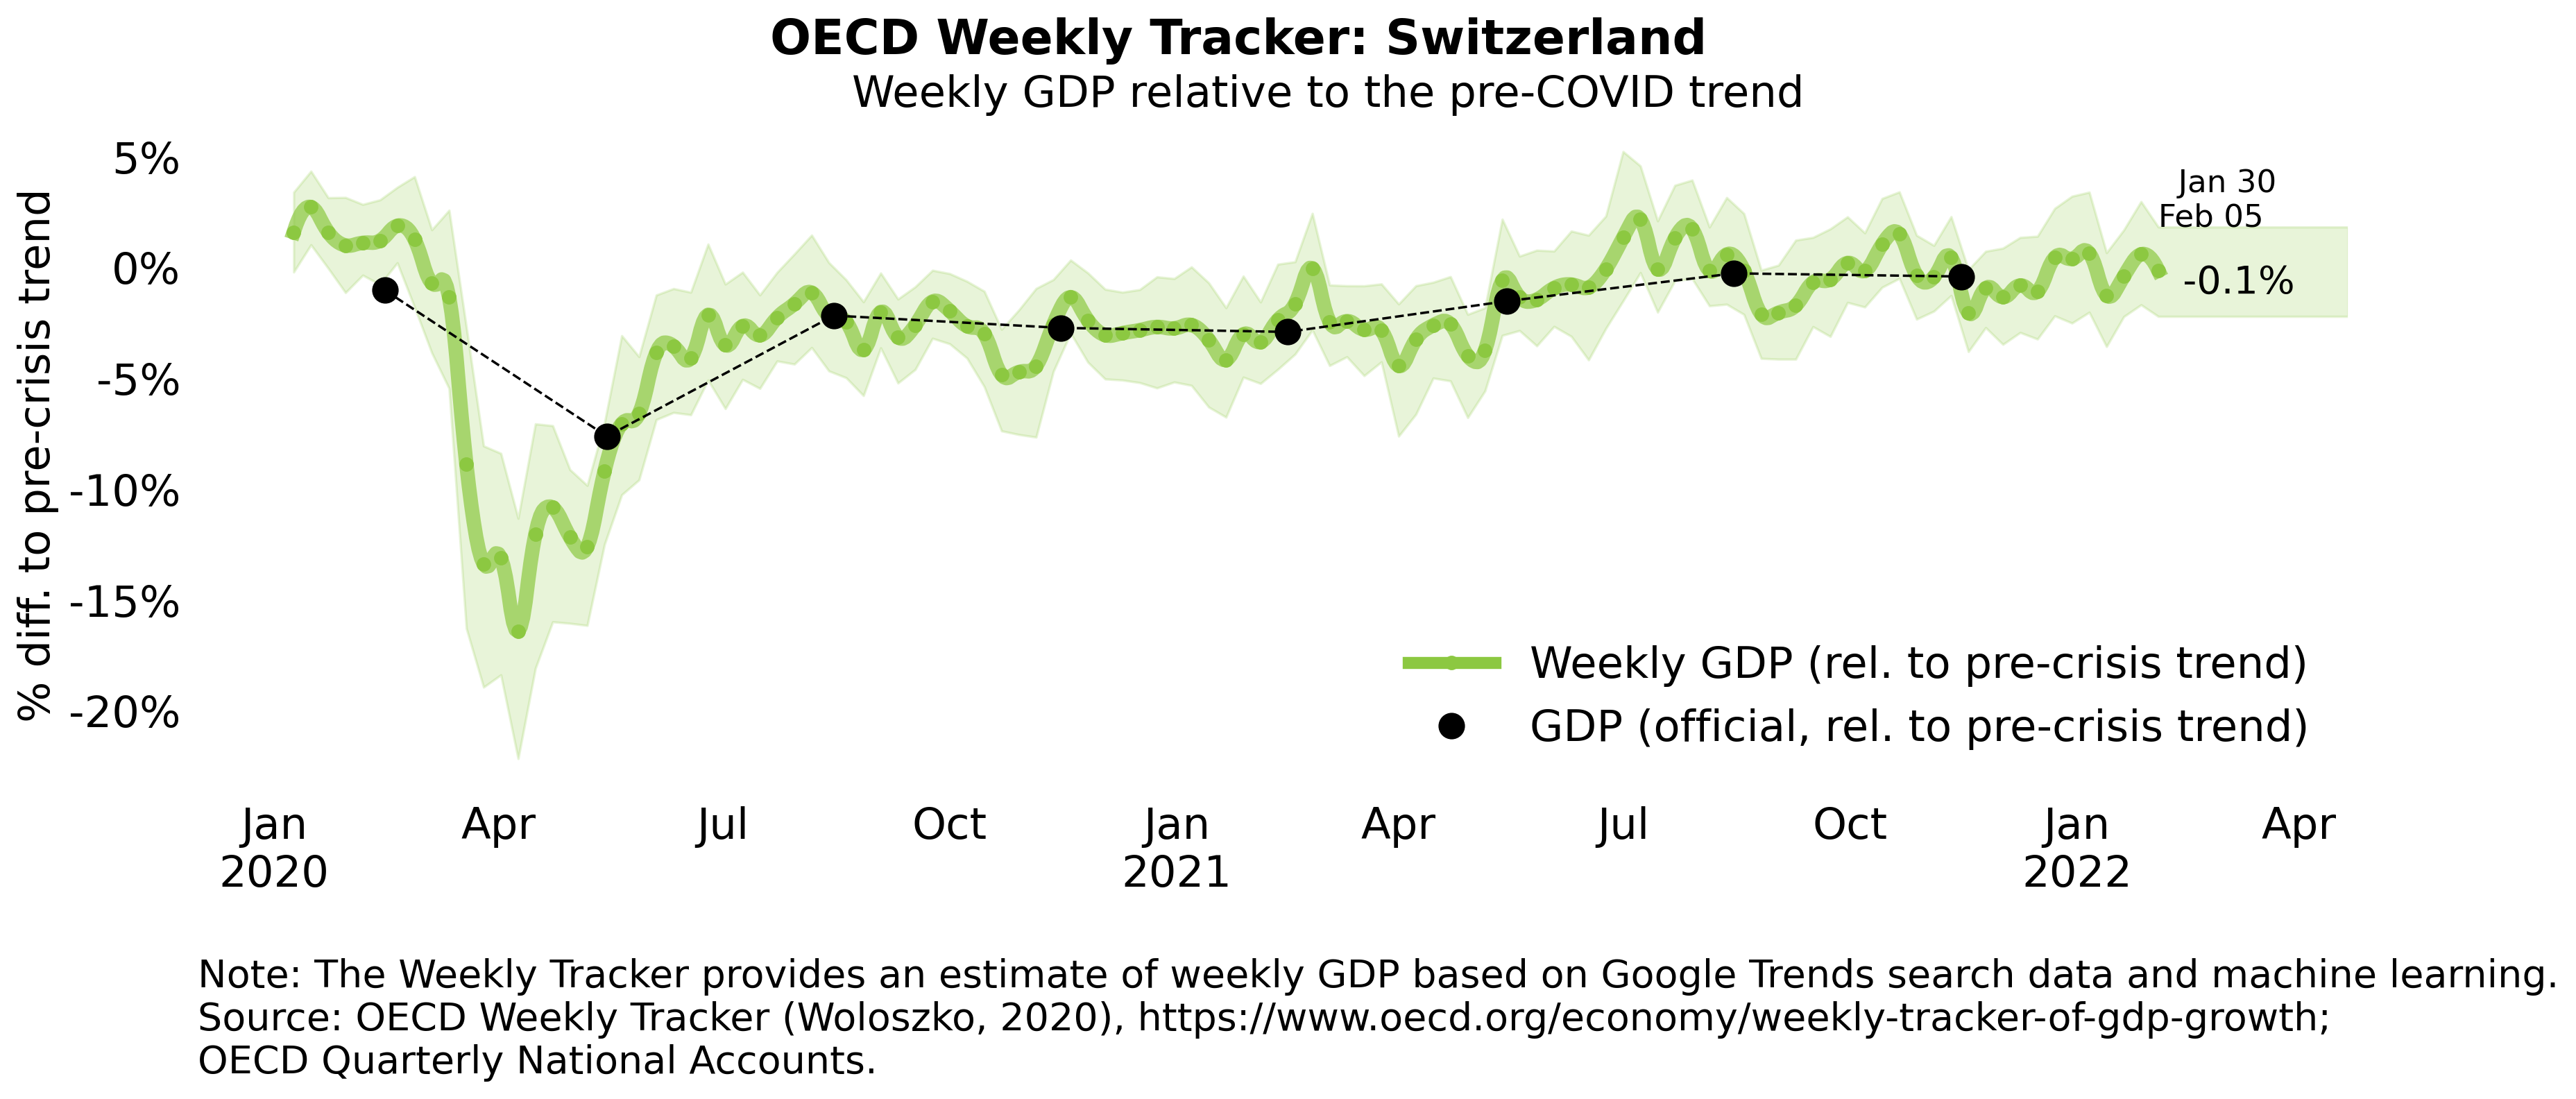 OECD Weekly Tracker: Switzerland
Weekly GDP relative to the pre-COVID trend
% diff. to pre-crisis trend
5%
0%
-5%
-10%
-15%
-20%
Jan 30
Feb 05
-0.1%
Weekly GDP (rel. to pre-crisis trend)
GDP (official, rel. to pre-crisis trend)
Jan Apr Jul Oct Jan Apr Jul Oct Jan Apr
2020 2021 2022
Note: The Weekly Tracker provides an estimate of weekly GDP based on Google Trends search data and machine learning.
Source: OECD Weekly Tracker (Woloszko, 2020), https://www.oecd.org/economy/weekly-tracker-of-gdp-growth;
OECD Quarterly National Accounts.